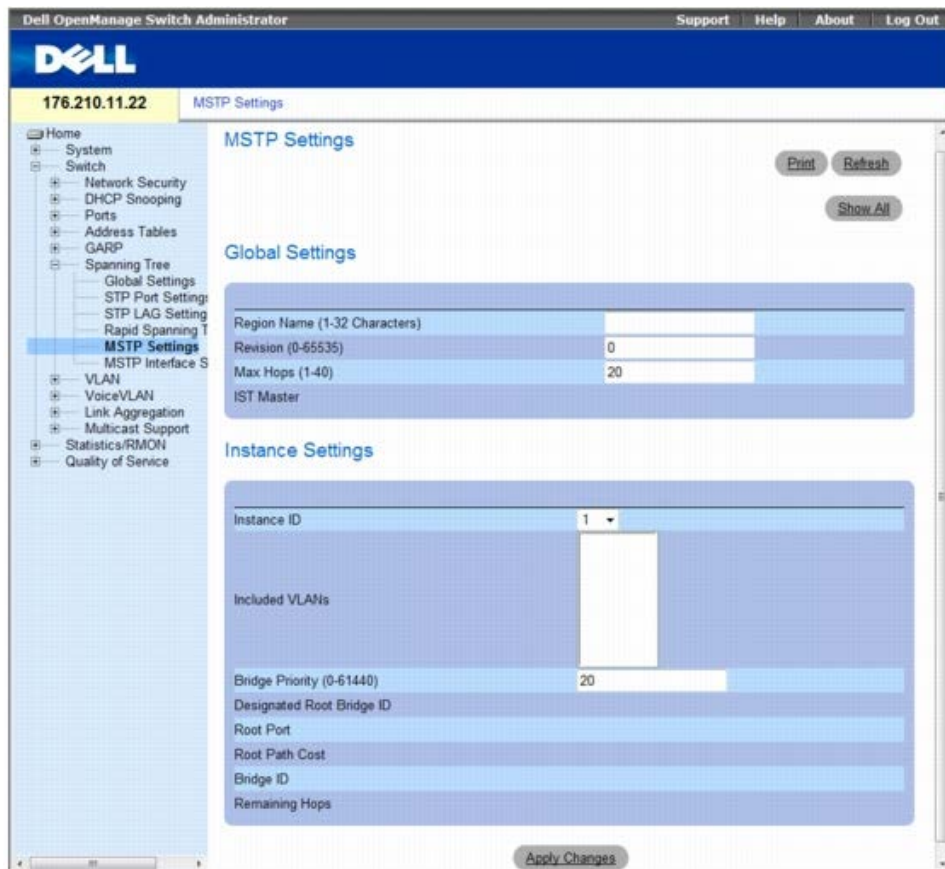 Dell OpenManage Switch Administrator
Support Help About Log Out
DELL
176.210.11.22
MSTP Settings
Home
System
Switch
Network Security
DHCP Snooping
Ports
Address Tables
GARP
Spanning Tree
Global Settings
STP Port Settings
STP LAG Setting
Rapid Spanning T
MSTP Settings
MSTP Interface S
VLAN
VoiceVLAN
Link Aggregation
Multicast Support
Statistics/RMON
Quality of Service
MSTP Settings
Print Refresh
Show All
Global Settings
Region Name (1-32 Characters)
Revision (0-65535) 0
Max Hops (1-40) 20
IST Master
Instance Settings
Instance ID 1
Included VLANs
Bridge Priority (0-61440) 20
Designated Root Bridge ID
Root Port
Root Path Cost
Bridge ID
Remaining Hops
Apply Changes